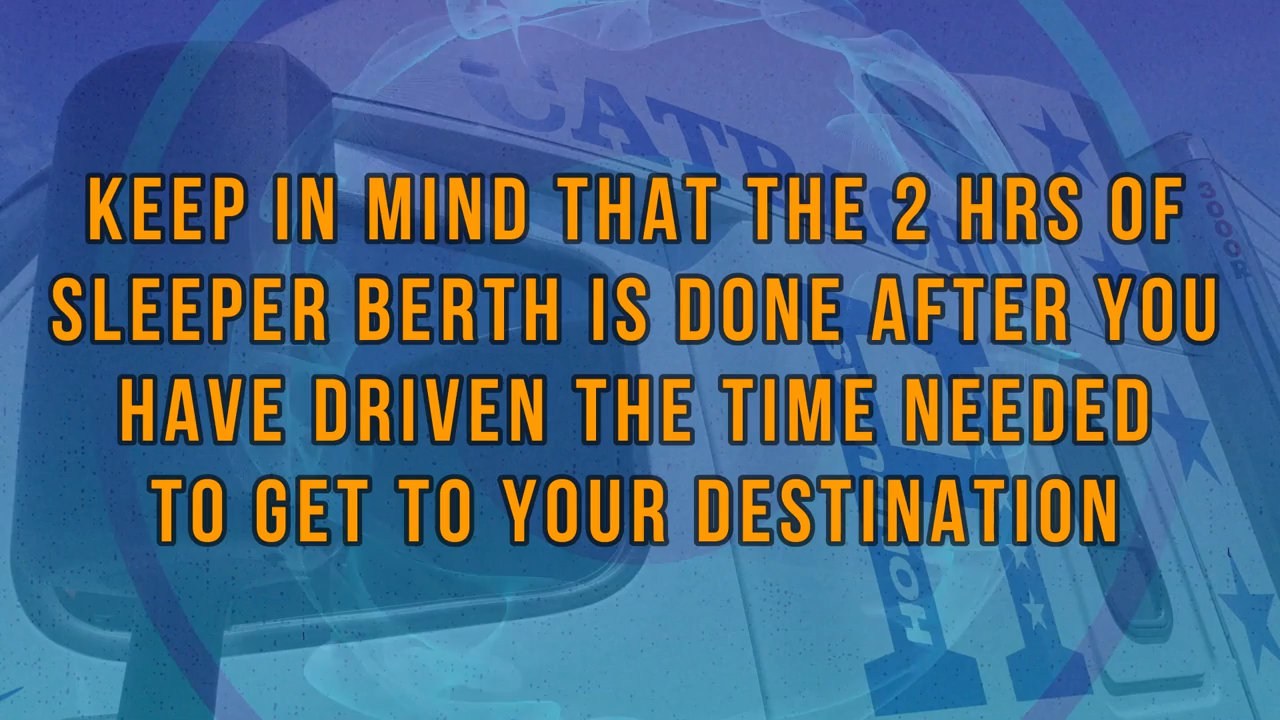 KEEP IN MIND THAT THE 2 HRS OF
SLEEPER BERTH IS DONE AFTER YOU
HAVE DRIVEN THE TIME NEEDED
TO GET TO YOUR DESTINATION